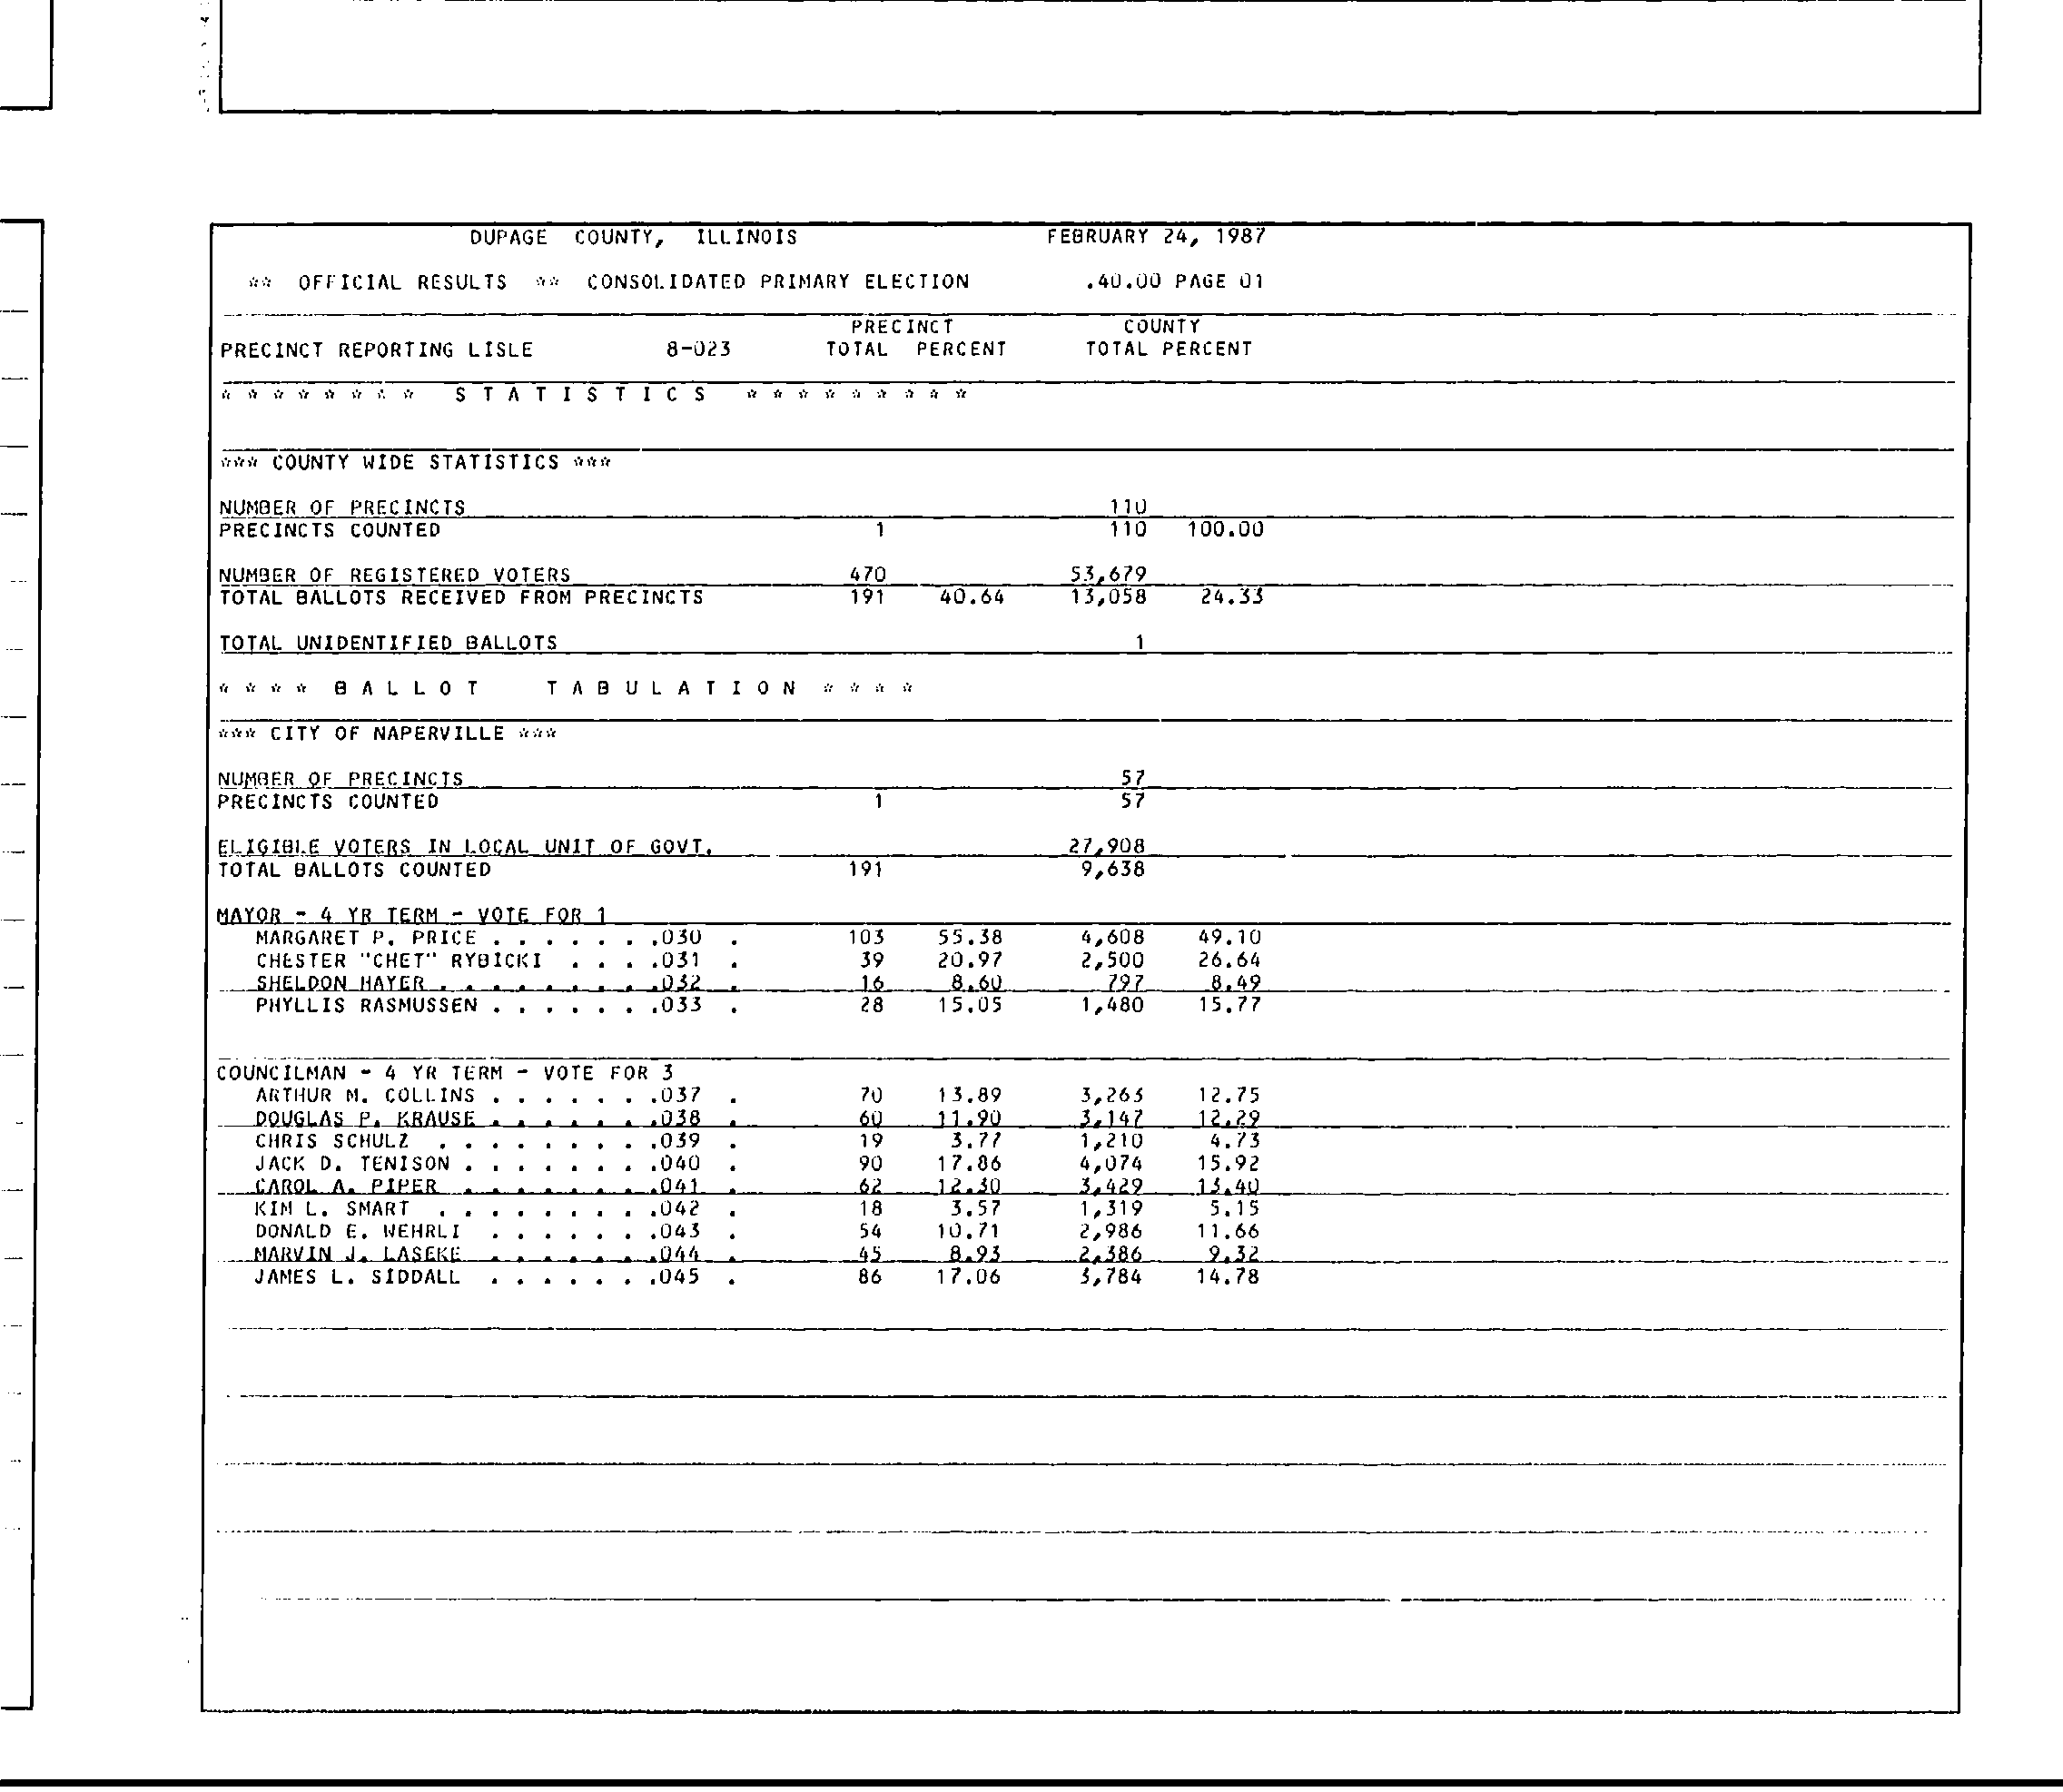 DUPAGE COUNTY, ILLINOIS FEBRUARY 24, 1987
** OFFICIAL RESULTS ** CONSOLIDATED PRIMARY ELECTION .40.00 PAGE 01
PRECINCT COUNTY
PRECINCT REPORTING LISLE 8-023 TOTAL PERCENT TOTAL PERCENT
* * * * * * * * S T A T I S T I C S * * * * * * * * *
*** COUNTY WIDE STATISTICS ***
NUMBER OF PRECINCTS 110
PRECINCTS COUNTED 1 110 100.00
NUMBER OF REGISTERED VOTERS 470 53,679
TOTAL BALLOTS RECEIVED FROM PRECINCTS 191 40.64 13,058 24.33
TOTAL UNIDENTIFIED BALLOTS 1
* * * * B A L L O T T A B U L A T I O N * * * *
*** CITY OF NAPERVILLE ***
NUMBER OF PRECINCTS 57
PRECINCTS COUNTED 1 57
ELIGIBLE VOTERS IN LOCAL UNIT OF GOVT. 27,908
TOTAL BALLOTS COUNTED 191 9,638
MAYOR - 4 YR TERM - VOTE FOR 1
MARGARET P. PRICE . . . . . . .030 . 103 55.38 4,608 49.10
CHESTER "CHET" RYBICKI . . . .031 . 39 20.97 2,500 26.64
SHELDON HAYER . . . . . . . . .032 . 16 8.60 797 8.49
PHYLLIS RASMUSSEN . . . . . . .033 . 28 15.05 1,480 15.77
COUNCILMAN - 4 YR TERM - VOTE FOR 3
ARTHUR M. COLLINS . . . . . . .037 . 70 13.89 3,263 12.75
DOUGLAS P. KRAUSE . . . . . . .038 . 60 11.90 3,147 12.29
CHRIS SCHULZ . . . . . . . . .039 . 19 3.77 1,210 4.73
JACK D. TENISON . . . . . . . .040 . 90 17.86 4,074 15.92
CAROL A. PIPER . . . . . . . .041 . 62 12.30 3,429 13.40
KIM L. SMART . . . . . . . . .042 . 18 3.57 1,319 5.15
DONALD E. WEHRLI . . . . . . .043 . 54 10.71 2,986 11.66
MARVIN J. LASEKE . . . . . . .044 . 45 8.93 2,386 9.32
JAMES L. SIDDALL . . . . . . .045 . 86 17.06 3,784 14.78